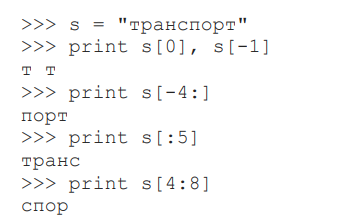 >>> s = "транспорт"
>>> print s[0], s[-1]
т т
>>> print s[-4:]
порт
>>> print s[:5]
транс
>>> print s[4:8]
спор